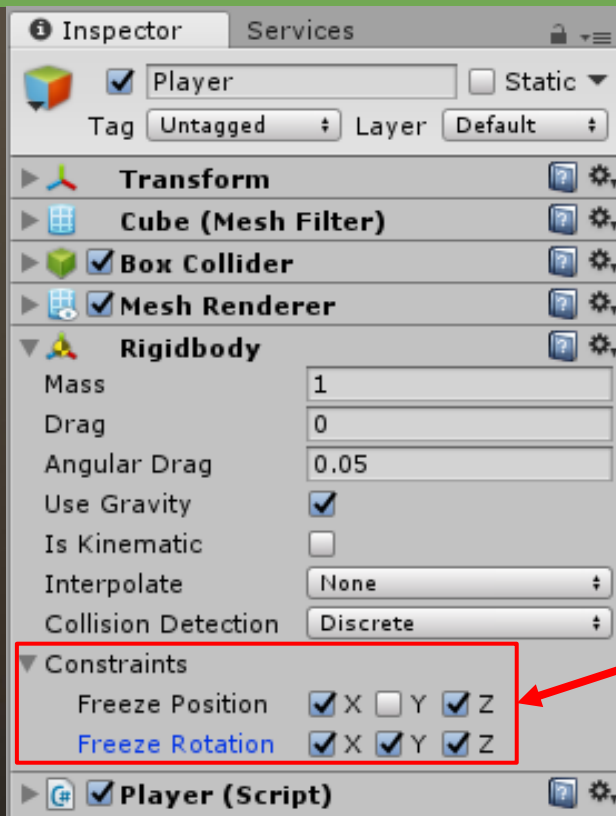 Inspector Services
Player Static
Tag Untagged Layer Default
Transform
Cube (Mesh Filter)
Box Collider
Mesh Renderer
Rigidbody
Mass 1
Drag 0
Angular Drag 0.05
Use Gravity
Is Kinematic
Interpolate None
Collision Detection Discrete
Constraints
Freeze Position X Y Z
Freeze Rotation X Y Z
Player (Script)